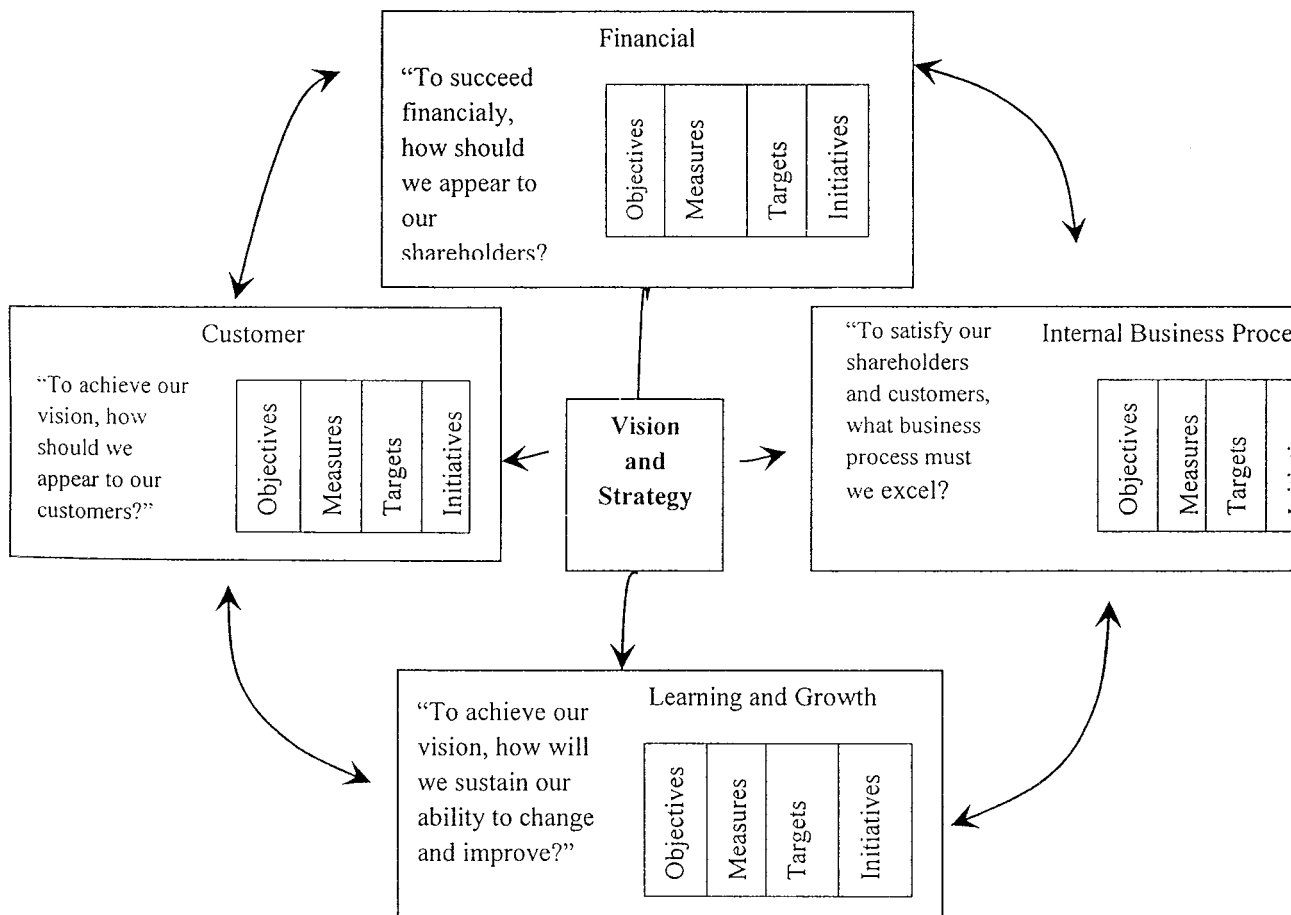 Financial
“To succeed
financialy,
how should
we appear to
our
shareholders?
Objectives
Measures
Targets
Initiatives
Customer
“To achieve our
vision, how
should we
appear to our
customers?”
Objectives
Measures
Targets
Initiatives
Vision
and
Strategy
Internal Business Proce
“To satisfy our
shareholders
and customers,
what business
process must
we excel?
Objectives
Measures
Targets
Learning and Growth
“To achieve our
vision, how will
we sustain our
ability to change
and improve?”
Objectives
Measures
Targets
Initiatives